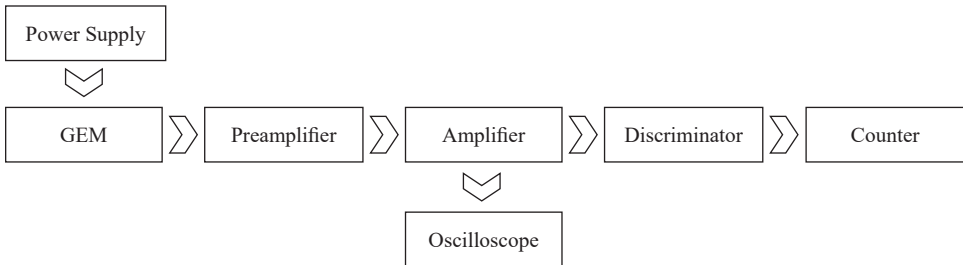 Power Supply
GEM
Preamplifier
Amplifier
Discriminator
Counter
Oscilloscope